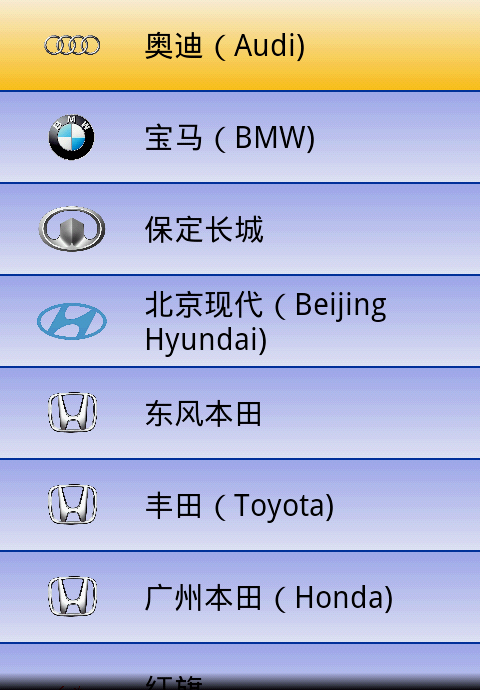 奥迪（Audi)
BMW
宝马（BMW)
保定长城
北京现代（Beijing
Hyundai)
东风本田
丰田（Toyota)
广州本田（Honda)
红旗